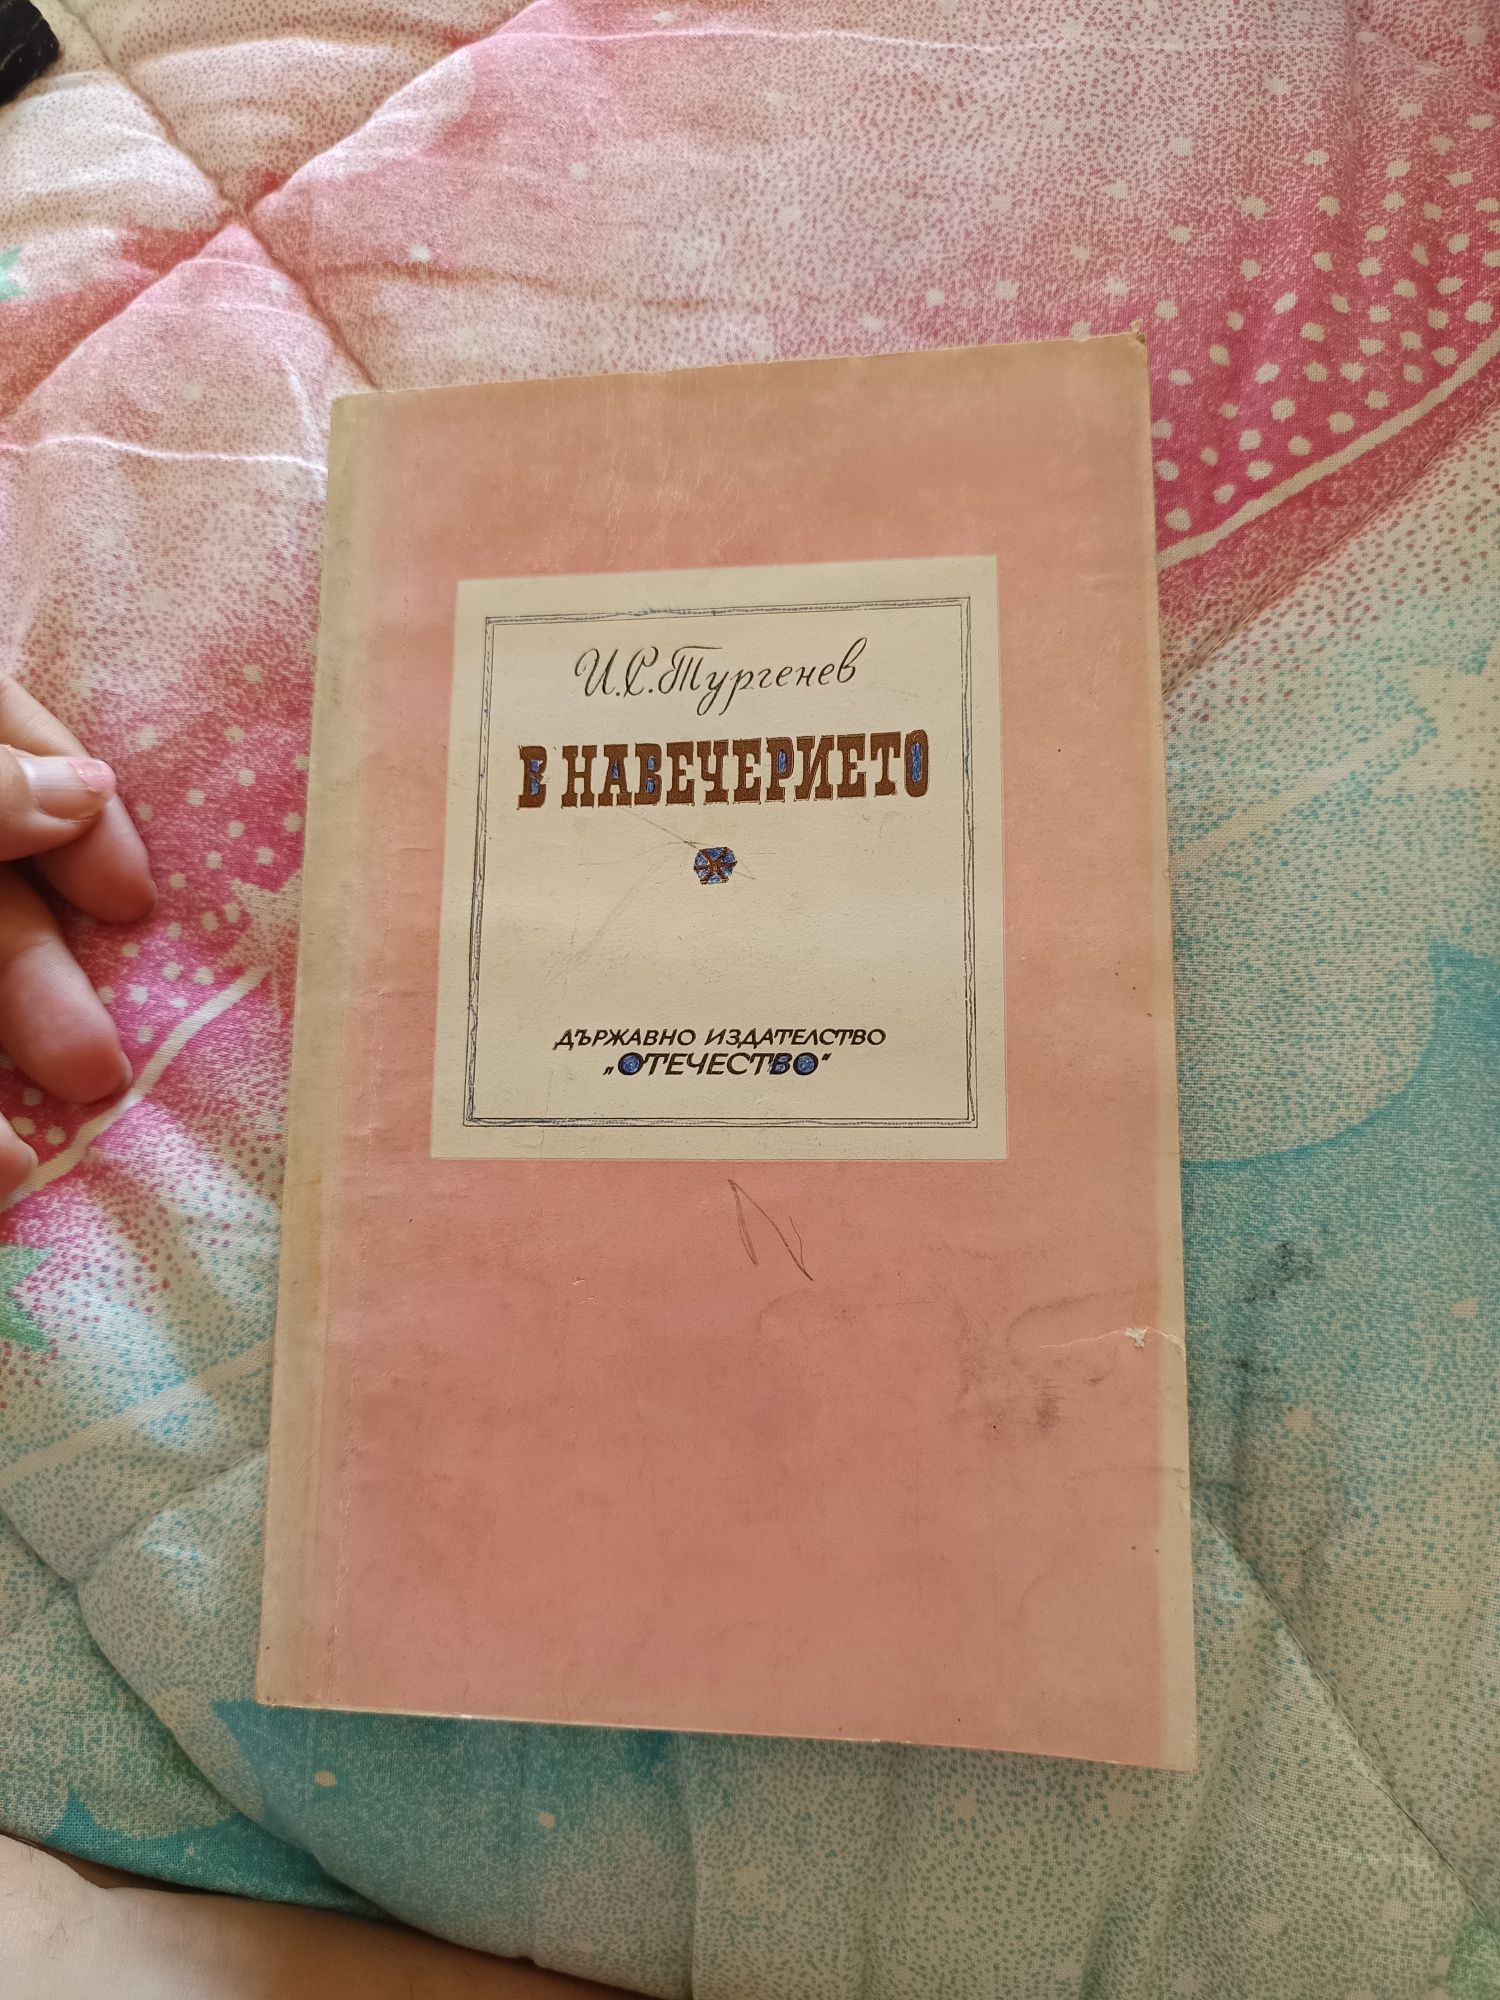 И. С. Тургенев
В НАВЕЧЕРИЕТО
ДЪРЖАВНО ИЗДАТЕЛСТВО
„ОТЕЧЕСТВО“